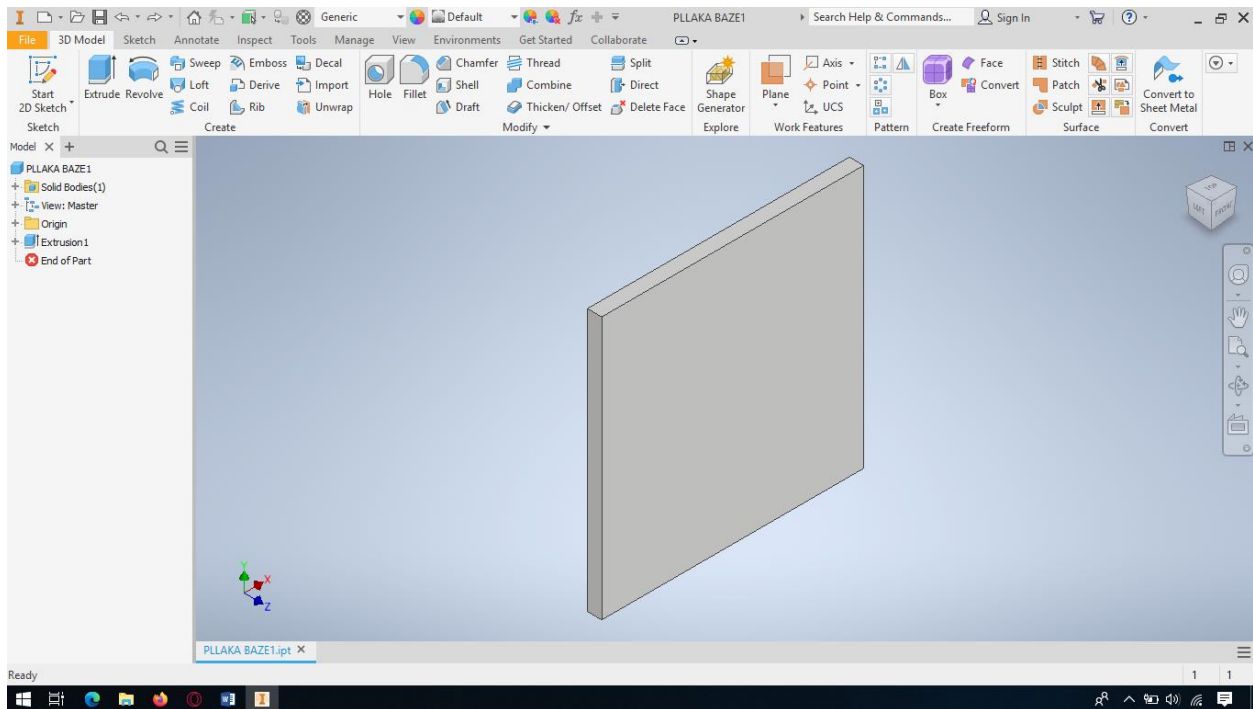 Generic Default fx PLLAKA BAZE1 Search Help & Commands... Sign In
File 3D Model Sketch Annotate Inspect Tools Manage View Environments Get Started Collaborate
Sweep Emboss Decal Chamfer Thread Split Axis Face Stitch
Start 2D Sketch Extrude Revolve Loft Derive Import Hole Fillet Shell Combine Direct Shape Generator Plane Point Box Convert Patch Convert to Sheet Metal
Coil Rib Unwrap Draft Thicken/ Offset Delete Face UCS Sculpt
Sketch Create Modify Explore Work Features Pattern Create Freeform Surface Convert
Model
PLLAKA BAZE1
Solid Bodies(1)
View: Master
Origin
Extrusion1
End of Part
TOP
LEFT FRONT
Y
X
Z
PLLAKA BAZE1.ipt
Ready 1 1